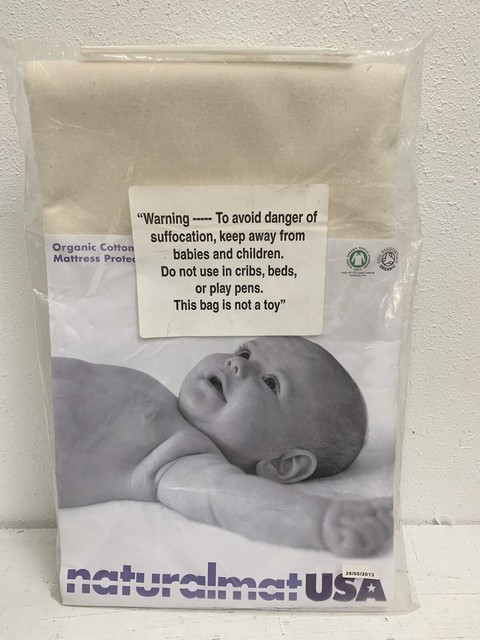 "Warning ----- To avoid danger of
suffocation, keep away from
babies and children.
Do not use in cribs, beds,
or play pens.
This bag is not a toy"
Organic Cotton
Mattress Protec
ORGANIC
29/05/2013
naturalmatUSA